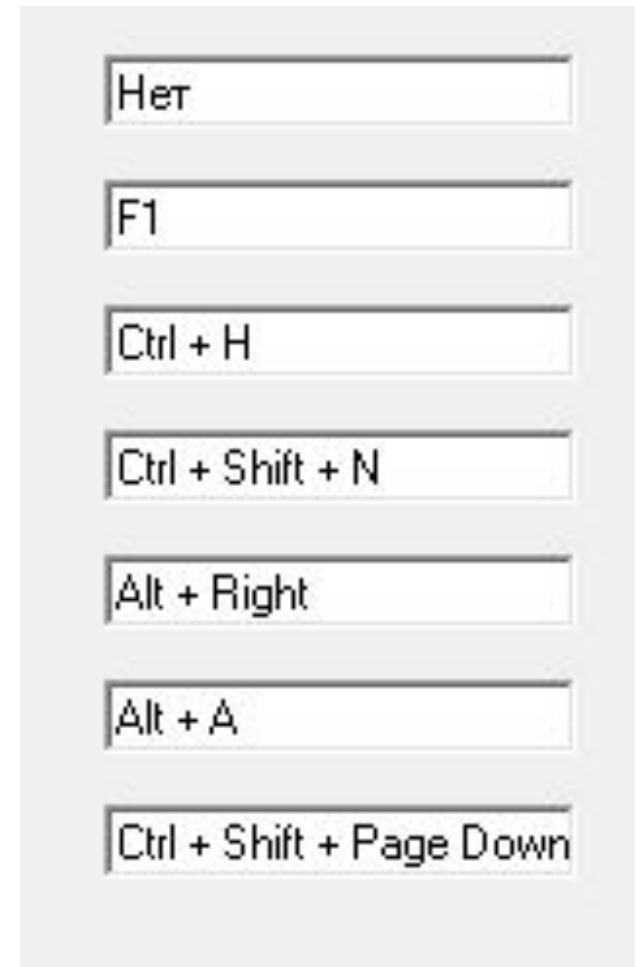 Нет
F1
Ctrl + H
Ctrl + Shift + N
Alt + Right
Alt + A
Ctrl + Shift + Page Down